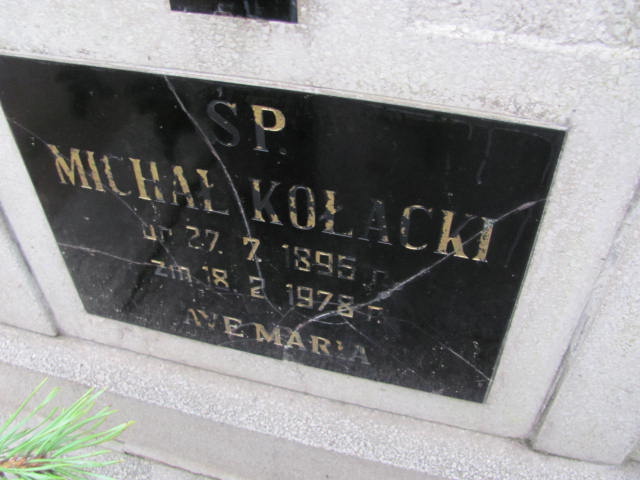 ŚP.
MICHAŁ KOŁACKI
ur 27. 7. 1895 r.
zm. 18. 2. 1978 r.
AVE MARIA